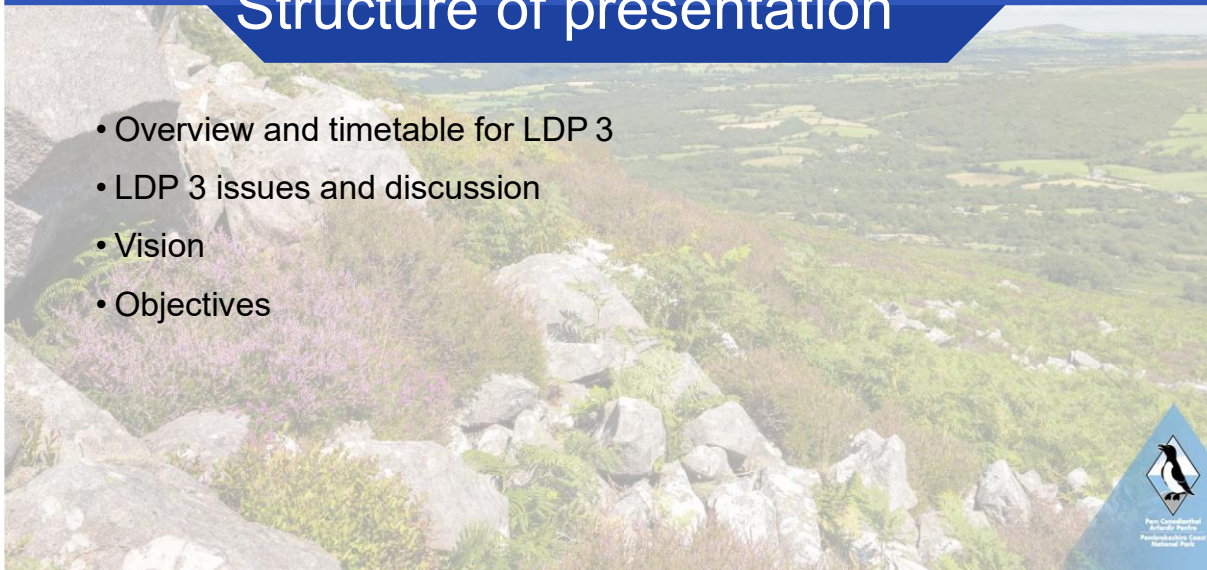 Structure of presentation
• Overview and timetable for LDP 3
• LDP 3 issues and discussion
• Vision
• Objectives
Parc Cenedlaethol
Arfordir Penfro
Pembrokeshire Coast
National Park